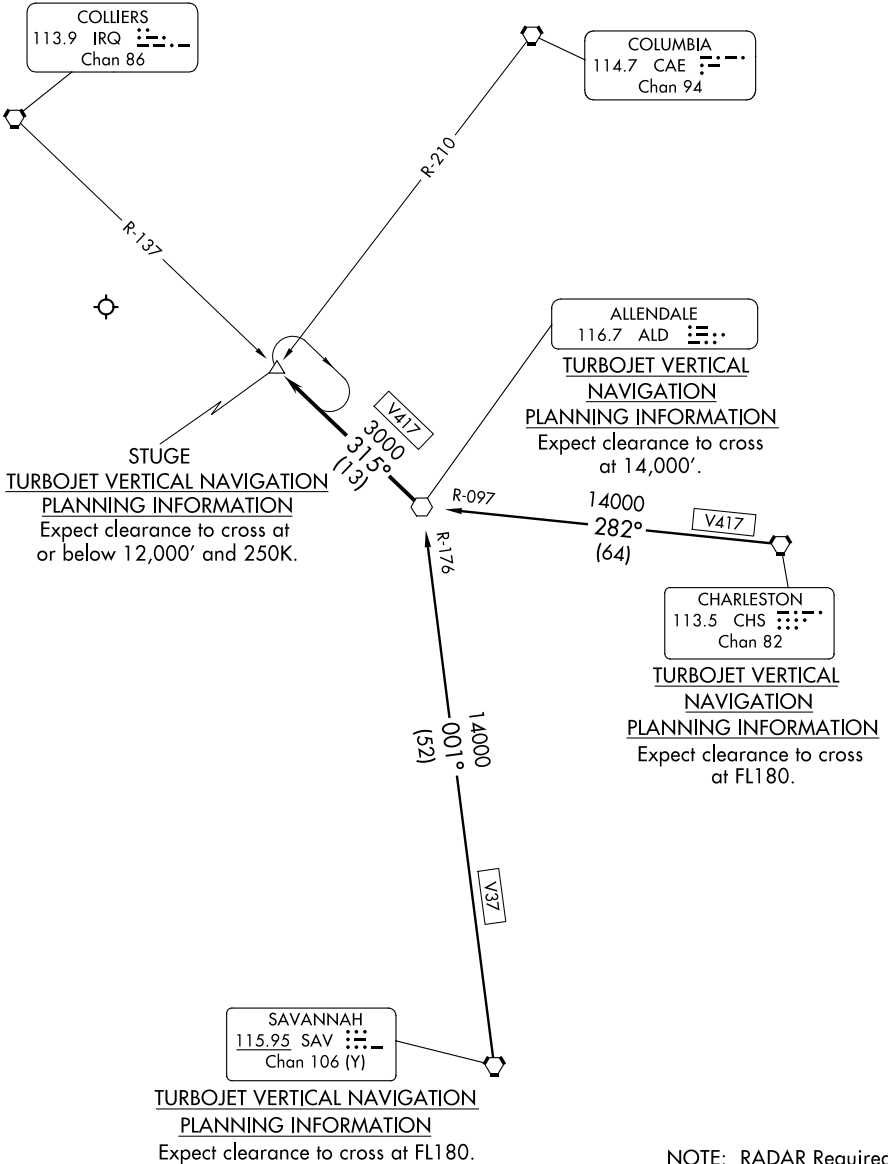 COLLIERS
113.9 IRQ
Chan 86
COLUMBIA
114.7 CAE
Chan 94
R-210
R-137
ALLENDALE
116.7 ALD
TURBOJET VERTICAL
NAVIGATION
PLANNING INFORMATION
Expect clearance to cross
at 14,000'.
V417
3000
315°
(13)
STUGE
TURBOJET VERTICAL NAVIGATION
PLANNING INFORMATION
Expect clearance to cross at
or below 12,000' and 250K.
R-097
14000
282°
(64)
V417
R-176
CHARLESTON
113.5 CHS
Chan 82
TURBOJET VERTICAL
NAVIGATION
PLANNING INFORMATION
Expect clearance to cross
at FL180.
14000
001°
(52)
V37
SAVANNAH
115.95 SAV
Chan 106 (Y)
TURBOJET VERTICAL NAVIGATION
PLANNING INFORMATION
Expect clearance to cross at FL180.
NOTE: RADAR Required